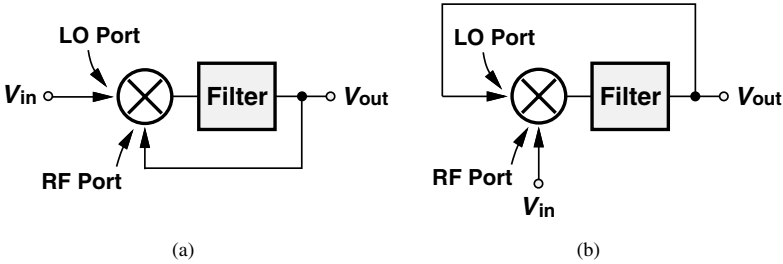 LO Port
Vin
Filter
Vout
RF Port
(a)
LO Port
Filter
Vout
RF Port
Vin
(b)